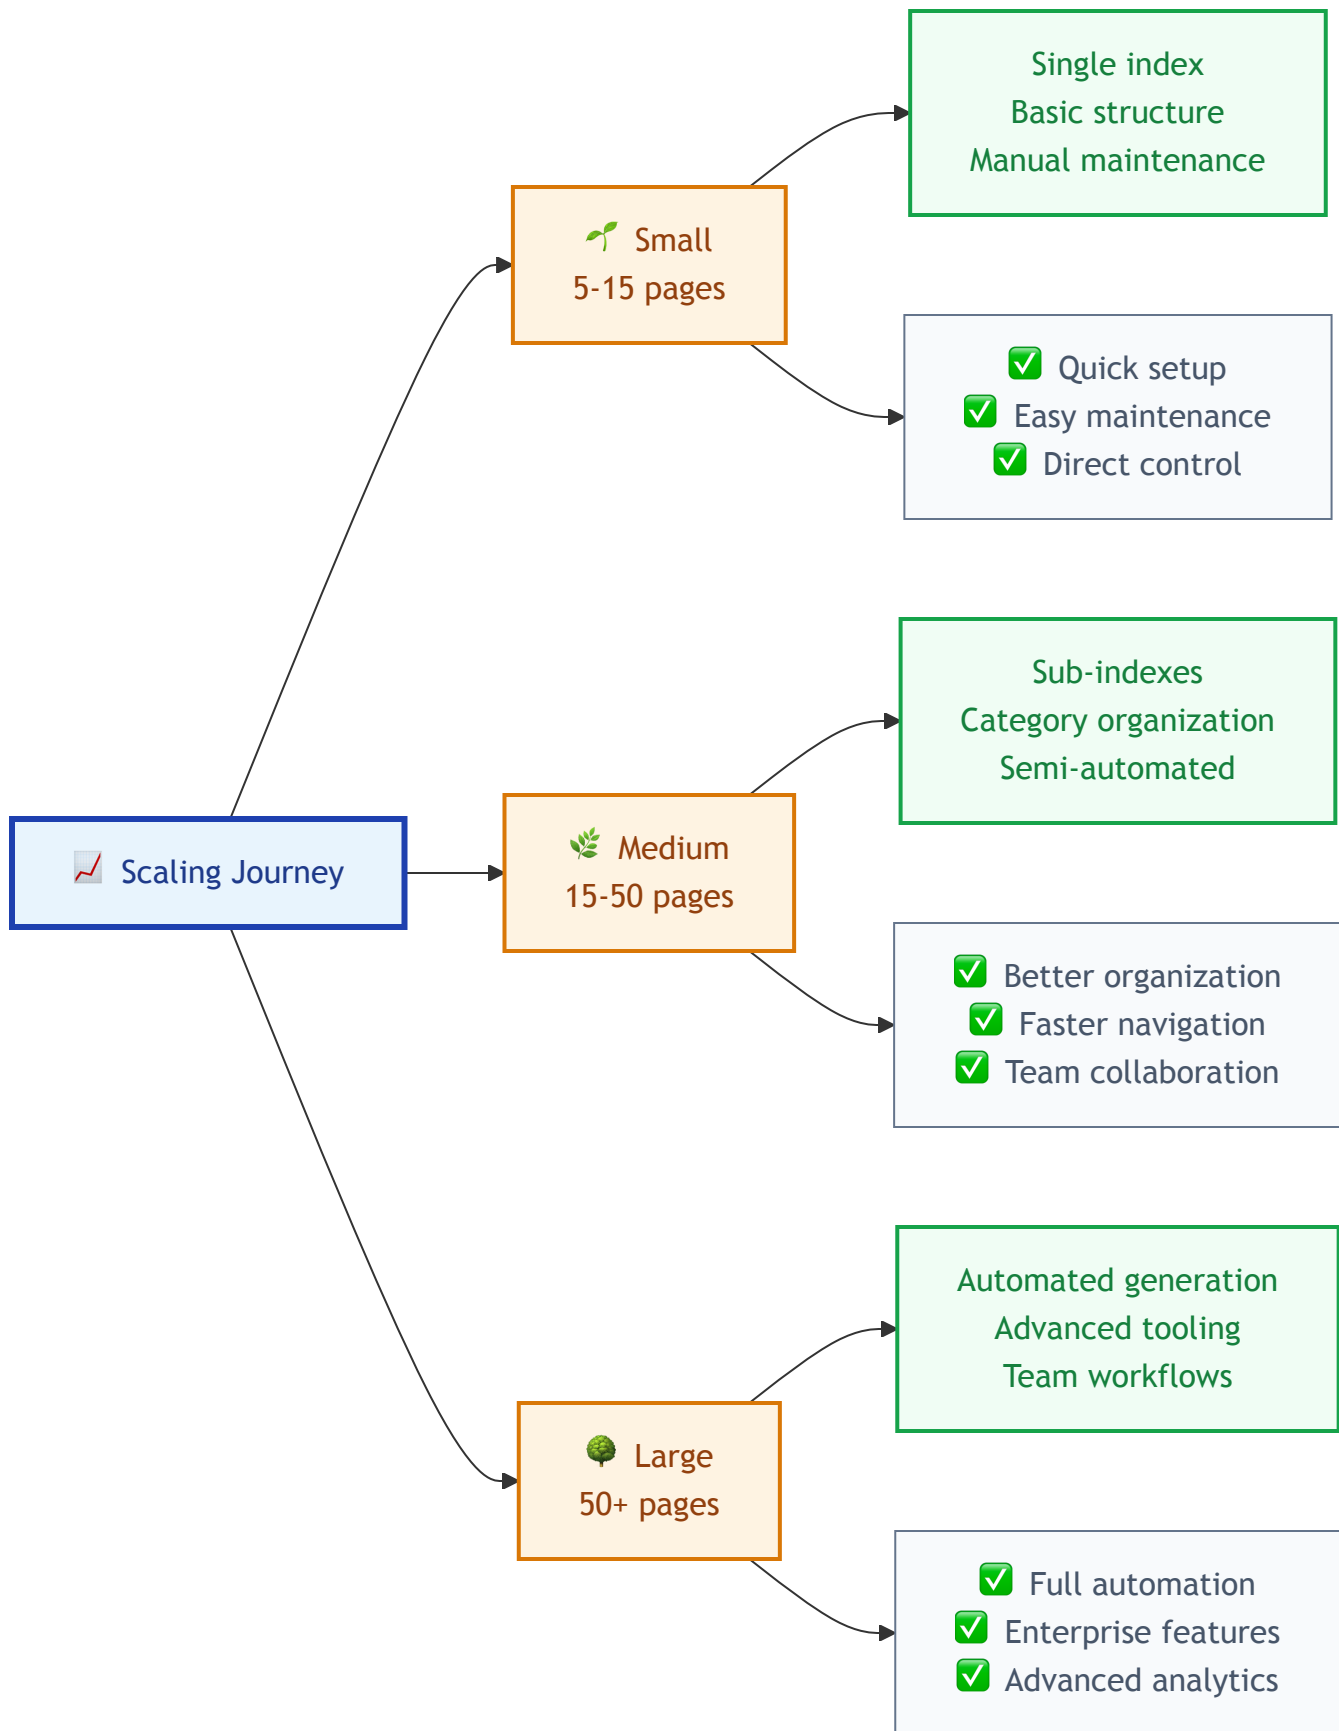 📈 Scaling Journey
🌱 Small
5-15 pages
Single index
Basic structure
Manual maintenance
✅ Quick setup
✅ Easy maintenance
✅ Direct control
🌿 Medium
15-50 pages
Sub-indexes
Category organization
Semi-automated
✅ Better organization
✅ Faster navigation
✅ Team collaboration
🌳 Large
50+ pages
Automated generation
Advanced tooling
Team workflows
✅ Full automation
✅ Enterprise features
✅ Advanced analytics